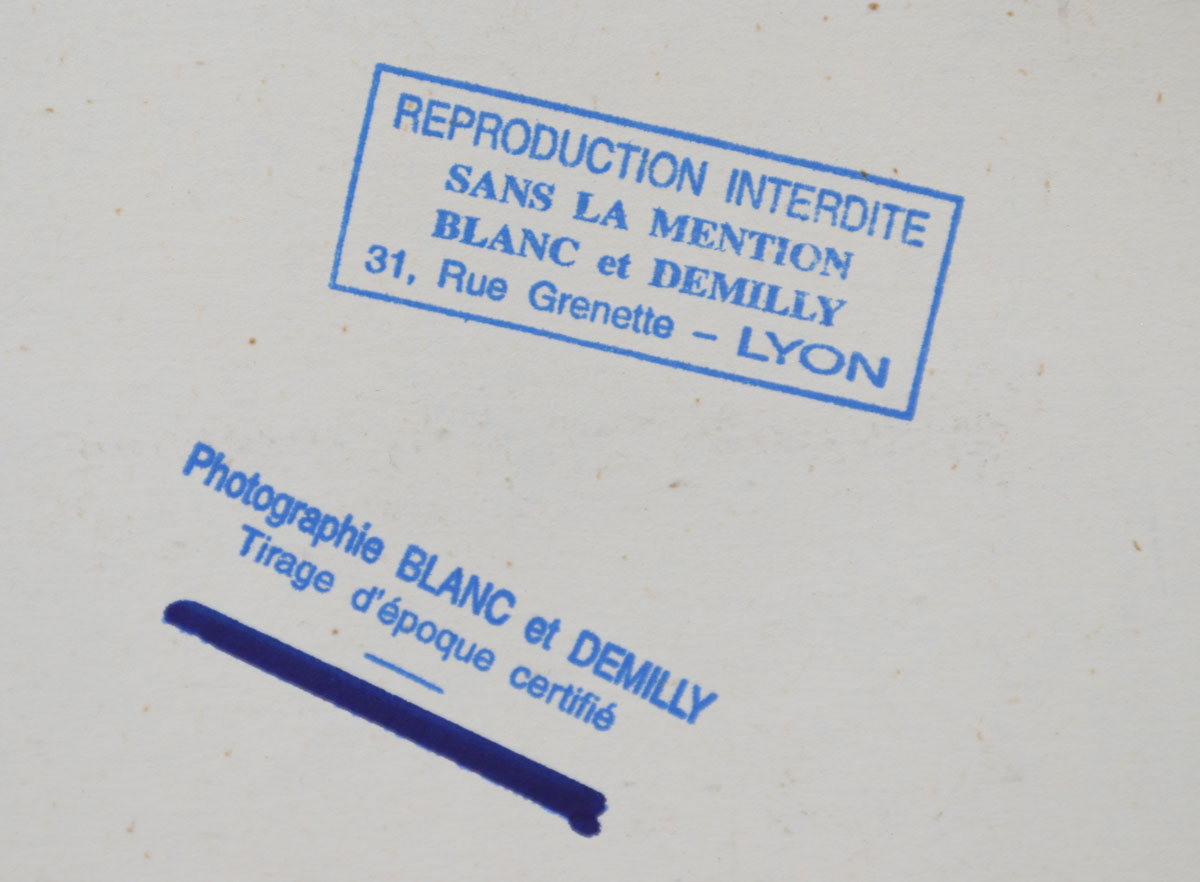 REPRODUCTION INTERDITE
SANS LA MENTION
BLANC et DEMILLY
31, Rue Grenette – LYON
Photographie BLANC et DEMILLY
Tirage d'époque certifié